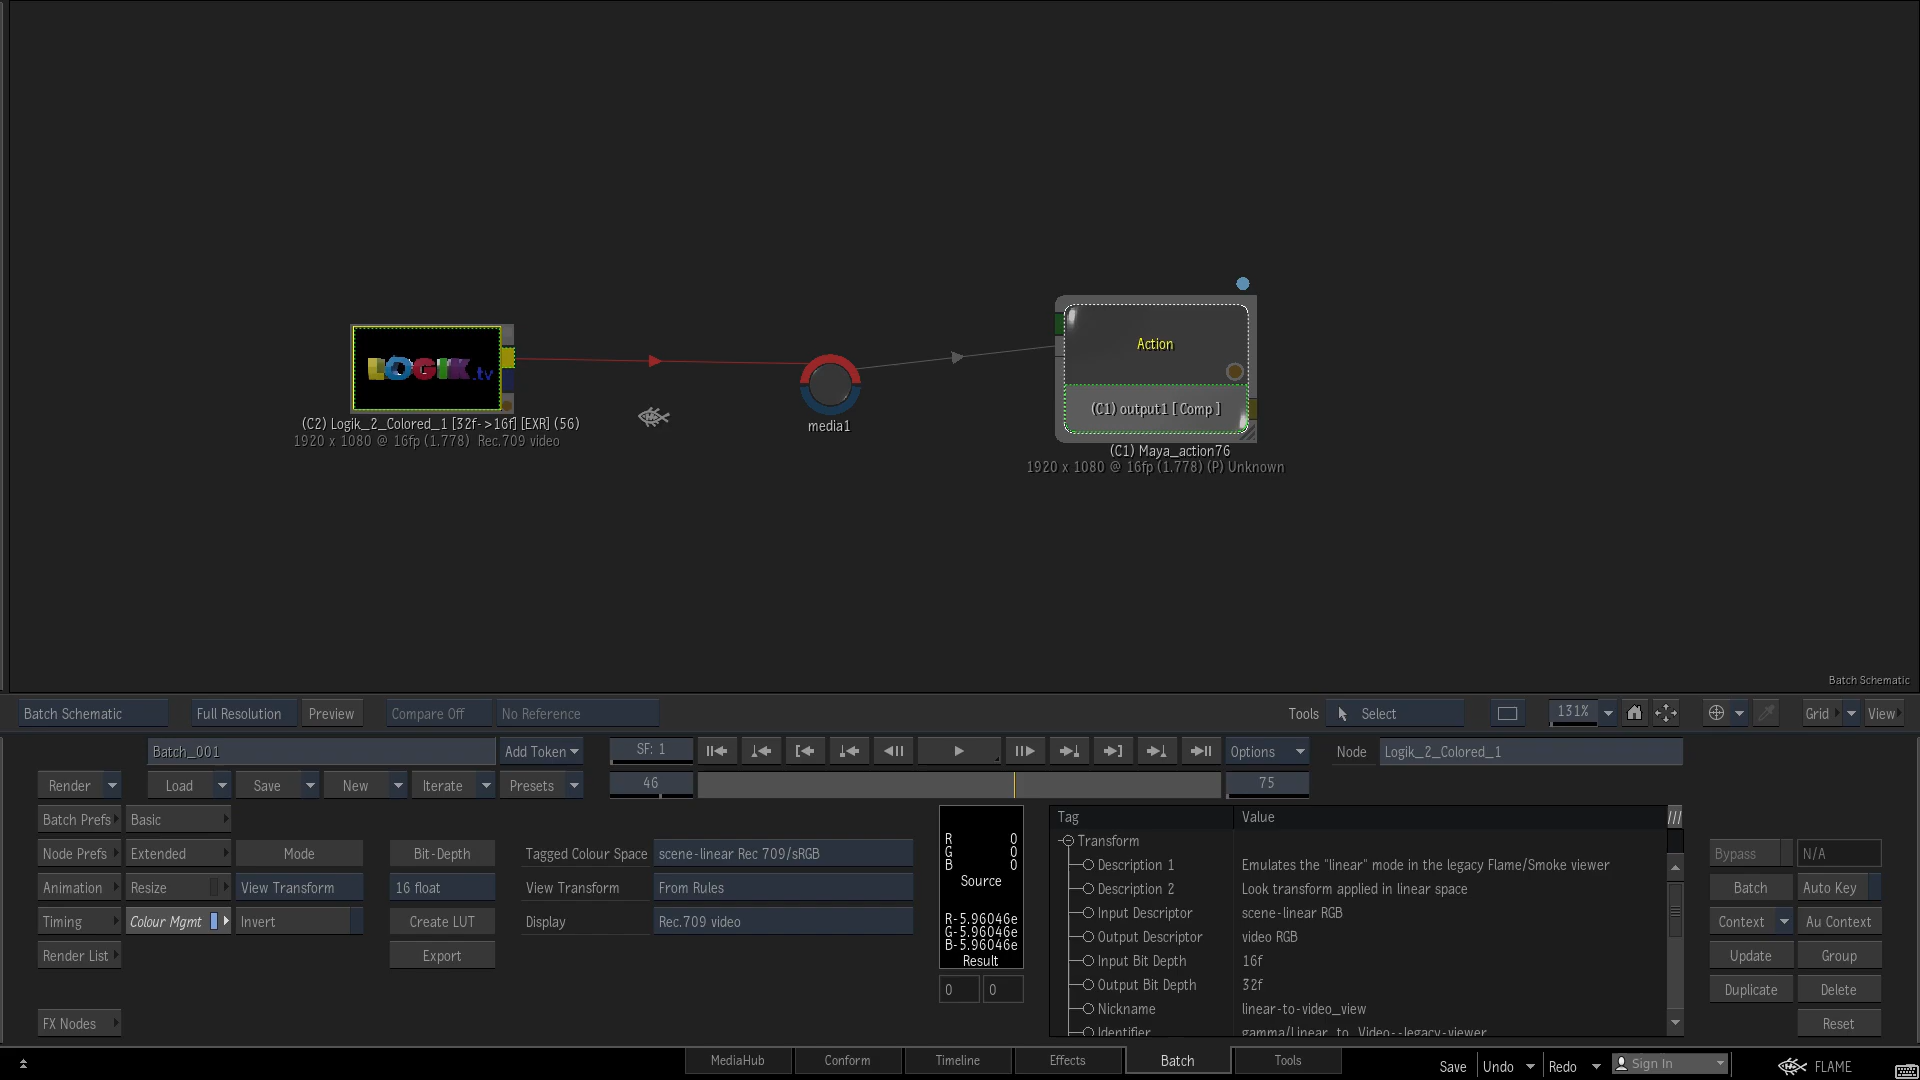 LOGIK.tv
(C2) Logik_2_Colored_1 [32f->16f] [EXR] (56)
1920 x 1080 @ 16fp (1.778) Rec.709 video
media1
Action
(C1) output1 [ Comp ]
(C1) Maya_action76
1920 x 1080 @ 16fp (1.778) (P) Unknown
Batch Schematic
Batch Schematic Full Resolution Preview Compare Off No Reference Tools Select 131% Grid View
Batch_001 Add Token SF: 1 Options Node Logik_2_Colored_1
Render Load Save New Iterate Presets 46 75
Batch Prefs Basic
Node Prefs Extended Mode Bit-Depth Tagged Colour Space scene-linear Rec 709/sRGB
Animation Resize View Transform 16 float View Transform From Rules
Timing Colour Mgmt Invert Create LUT Display Rec.709 video
Render List Export
FX Nodes
R 0
G 0
B 0
Source
R-5.96046e
G-5.96046e
B-5.96046e
Result
0 0
Tag Value
Transform
Description 1 Emulates the "linear" mode in the legacy Flame/Smoke viewer
Description 2 Look transform applied in linear space
Input Descriptor scene-linear RGB
Output Descriptor video RGB
Input Bit Depth 16f
Output Bit Depth 32f
Nickname linear-to-video_view
Identifier gamma/Linear_to_Video--legacy-viewer
Bypass N/A
Batch Auto Key
Context Au Context
Update Group
Duplicate Delete
Reset
MediaHub Conform Timeline Effects Batch Tools Save Undo Redo Sign In FLAME